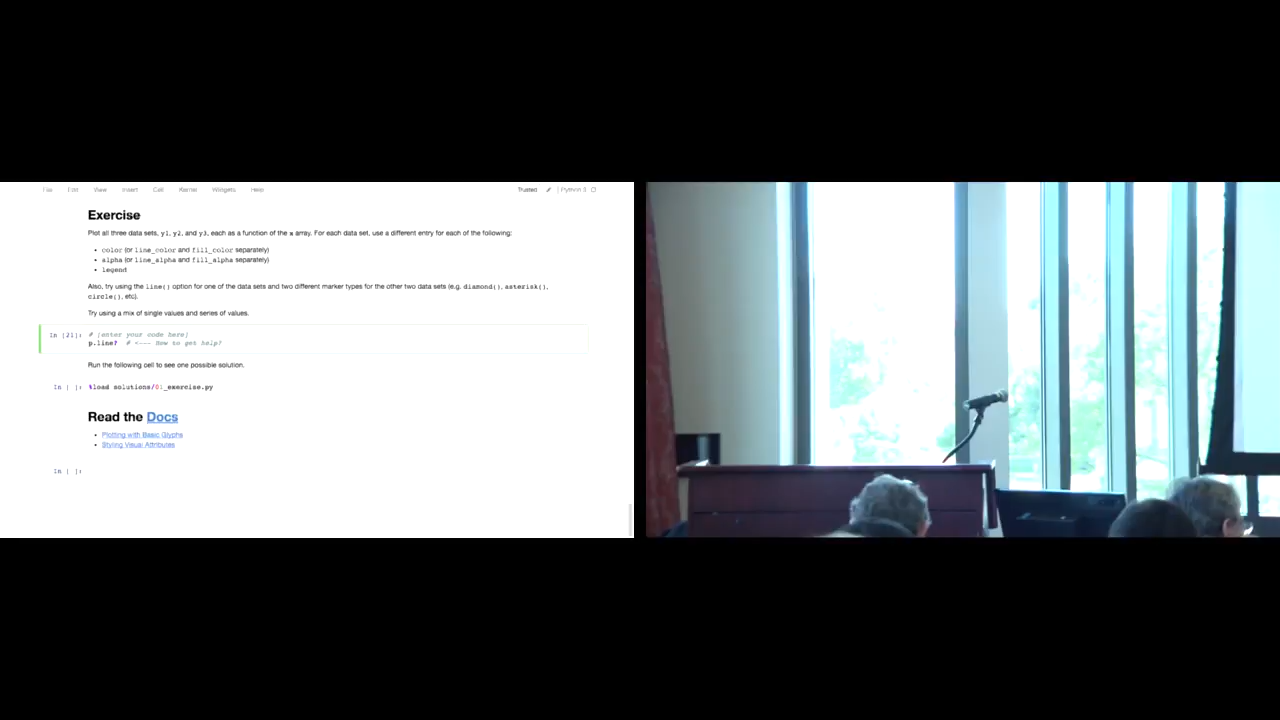 File Edit View Insert Cell Kernel Widgets Help Trusted Python 3
Exercise
Plot all three data sets, y1, y2, and y3, each as a function of the x array. For each data set, use a different entry for each of the following:
• color (or line_color and fill_color separately)
• alpha (or line_alpha and fill_alpha separately)
• legend
Also, try using the line() option for one of the data sets and two different marker types for the other two data sets (e.g. diamond(), asterisk(),
circle(), etc).
Try using a mix of single values and series of values.
In [21]: # [enter your code here]
p.line? # <--- How to get help?
Run the following cell to see one possible solution.
In [ ]: %load solutions/01_exercise.py
Read the Docs
• Plotting with Basic Glyphs
• Styling Visual Attributes
In [ ]: